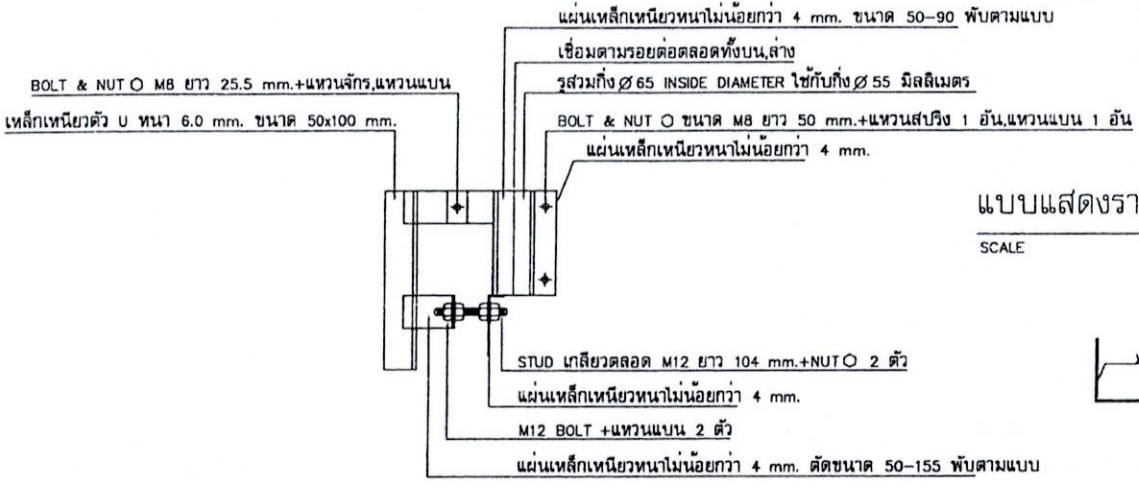 แผ่นเหล็กเหนียวหนาไม่น้อยกว่า 4 mm. ขนาด 50-90 พับตามแบบ
เชื่อมตามรอยต่อตลอดทั้งบน,ล่าง
BOLT & NUT ⬡ M8 ยาว 25.5 mm.+แหวนจักร,แหวนแบน
รูสวมกิ่ง Ø 65 INSIDE DIAMETER ใช้กับกิ่ง Ø 55 มิลลิเมตร
เหล็กเหนียวตัว U หนา 6.0 mm. ขนาด 50x100 mm.
BOLT & NUT ⬡ ขนาด M8 ยาว 50 mm.+แหวนสปริง 1 อัน,แหวนแบน 1 อัน
แผ่นเหล็กเหนียวหนาไม่น้อยกว่า 4 mm.
แบบแสดงรา
SCALE
STUD เกลียวตลอด M12 ยาว 104 mm.+NUT ⬡ 2 ตัว
แผ่นเหล็กเหนียวหนาไม่น้อยกว่า 4 mm.
M12 BOLT +แหวนแบน 2 ตัว
แผ่นเหล็กเหนียวหนาไม่น้อยกว่า 4 mm. ตัดขนาด 50-155 พับตามแบบ